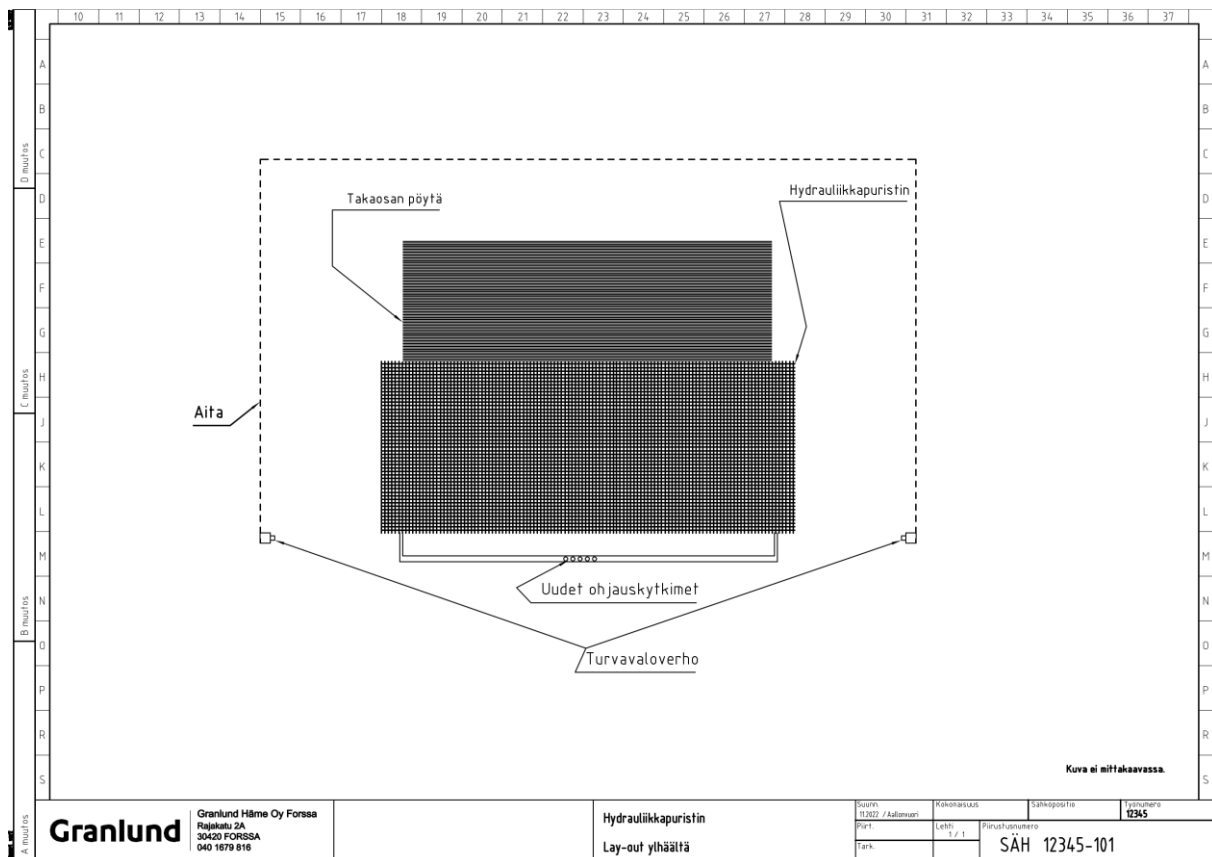 10 11 12 13 14 15 16 17 18 19 20 21 22 23 24 25 26 27 28 29 30 31 32 33 34 35 36 37
A A
B B
C C
D muutos
D D
Hydrauliikkapuristin
Takaosan pöytä
E E
F F
G G
H H
C muutos
Aita
J J
K K
L L
M M
Uudet ohjauskytkimet
N N
B muutos
O O
Turvavaloverho
P P
R R
Kuva ei mittakaavassa.
S S
A muutos
Granlund
Granlund Häme Oy Forssa
Rajakatu 2A
30420 FORSSA
040 1679 816
Hydrauliikkapuristin
Lay-out ylhäältä
Suunn
11.2022 / Aallonvuori
Kokonaisuus
Sähköpositio
Työnumero
12345
Piirt.
Lehti
1 / 1
Piirustusnumero
SÄH 12345-101
Tark.